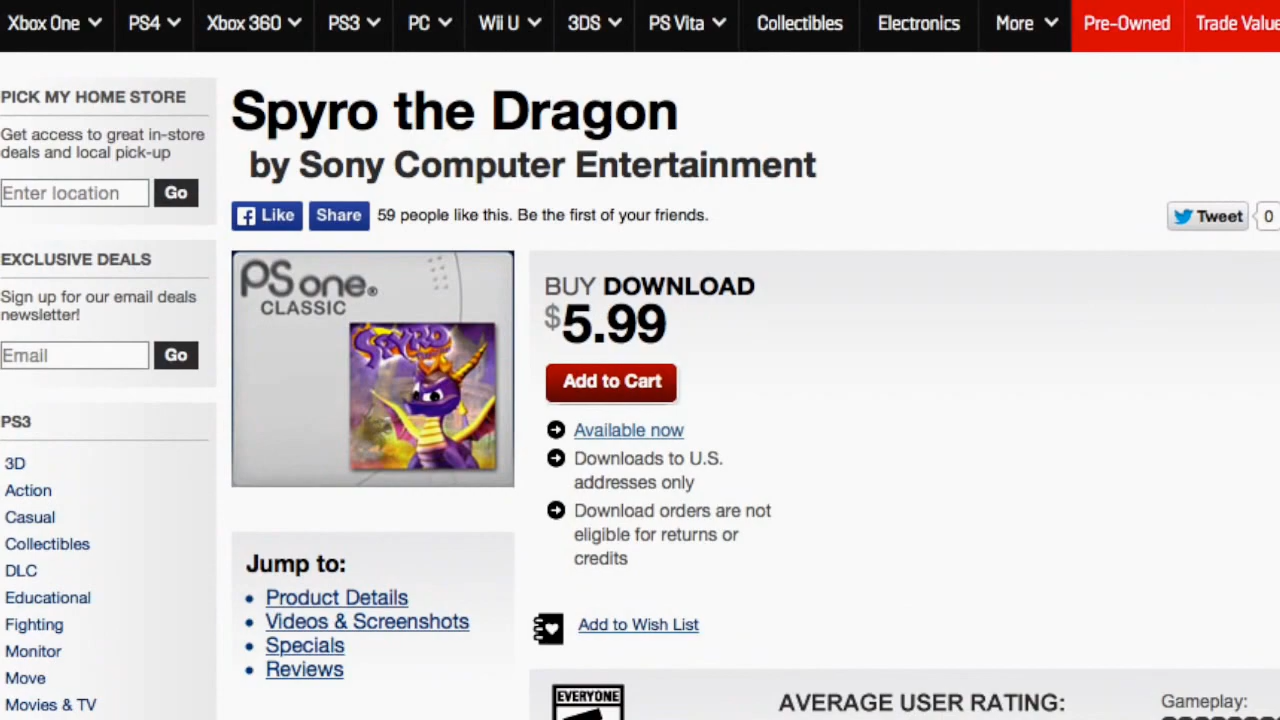 Xbox One PS4 Xbox 360 PS3 PC Wii U 3DS PS Vita Collectibles Electronics More Pre-Owned Trade Value
PICK MY HOME STORE
Get access to great in-store
deals and local pick-up
Enter location Go
EXCLUSIVE DEALS
Sign up for our email deals
newsletter!
Email Go
PS3
3D
Action
Casual
Collectibles
DLC
Educational
Fighting
Monitor
Move
Movies & TV
Spyro the Dragon
by Sony Computer Entertainment
Like Share 59 people like this. Be the first of your friends.
Tweet 0
PS one®
CLASSIC
SPYRO
Jump to:
Product Details
Videos & Screenshots
Specials
Reviews
BUY DOWNLOAD
$5.99
Add to Cart
Available now
Downloads to U.S.
addresses only
Download orders are not
eligible for returns or
credits
Add to Wish List
EVERYONE
AVERAGE USER RATING:
Gameplay: